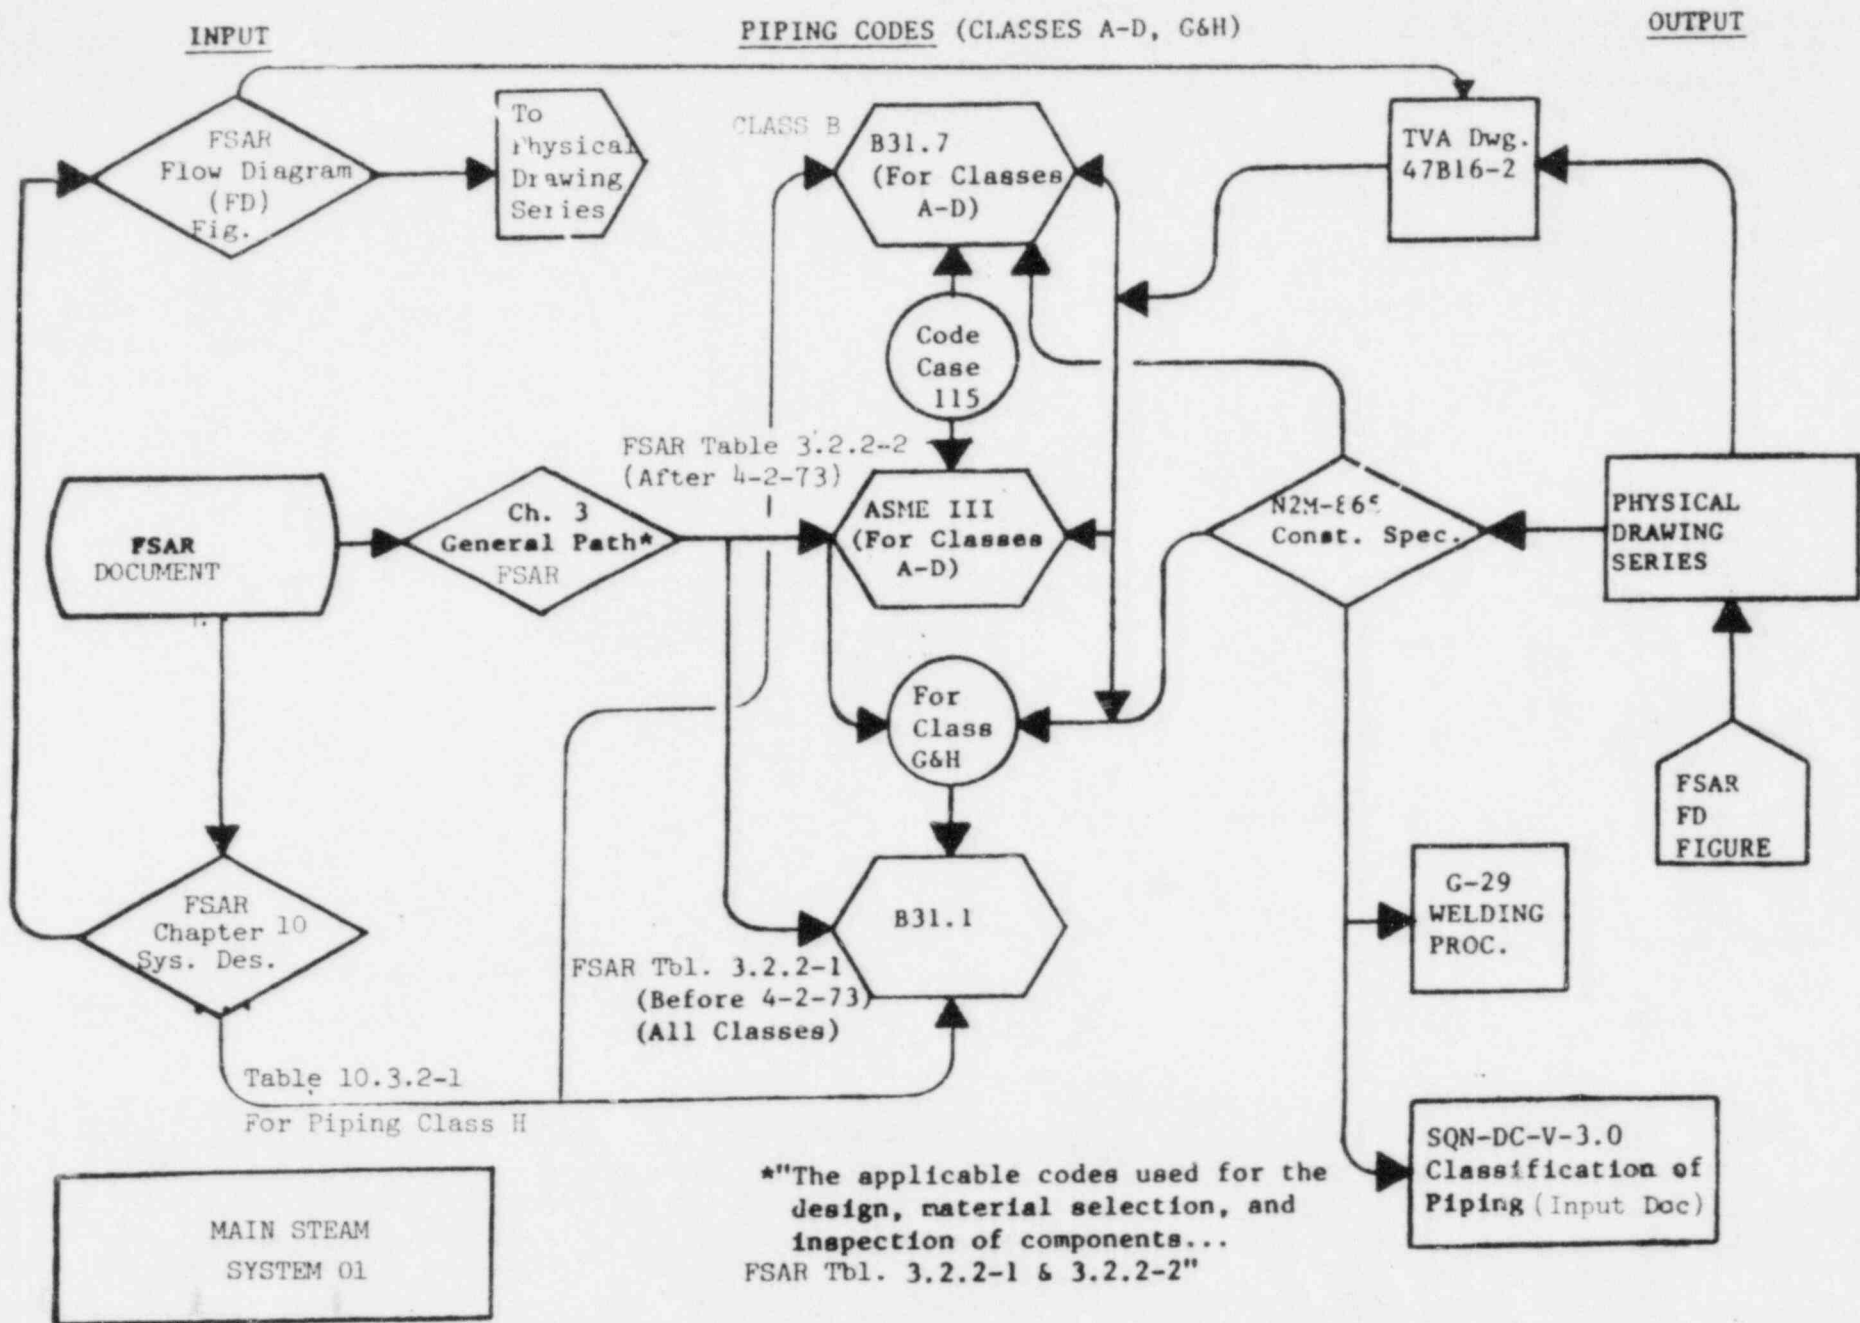 INPUT
PIPING CODES (CLASSES A-D, G&H)
OUTPUT
FSAR
Flow Diagram
(FD)
Fig.
To
Physical
Drawing
Series
CLASS B
B31.7
(For Classes
A-D)
TVA Dwg.
47B16-2
Code
Case
115
FSAR Table 3.2.2-2
(After 4-2-73)
FSAR
DOCUMENT
Ch. 3
General Path*
FSAR
ASME III
(For Classes
A-D)
N2M-865
Const. Spec.
PHYSICAL
DRAWING
SERIES
For
Class
G&H
FSAR
FD
FIGURE
FSAR
Chapter 10
Sys. Des.
B31.1
FSAR Tbl. 3.2.2-1
(Before 4-2-73)
(All Classes)
G-29
WELDING
PROC.
Table 10.3.2-1
For Piping Class H
SQN-DC-V-3.0
Classification of
Piping (Input Doc)
MAIN STEAM
SYSTEM 01
*"The applicable codes used for the
design, material selection, and
inspection of components...
FSAR Tbl. 3.2.2-1 & 3.2.2-2"